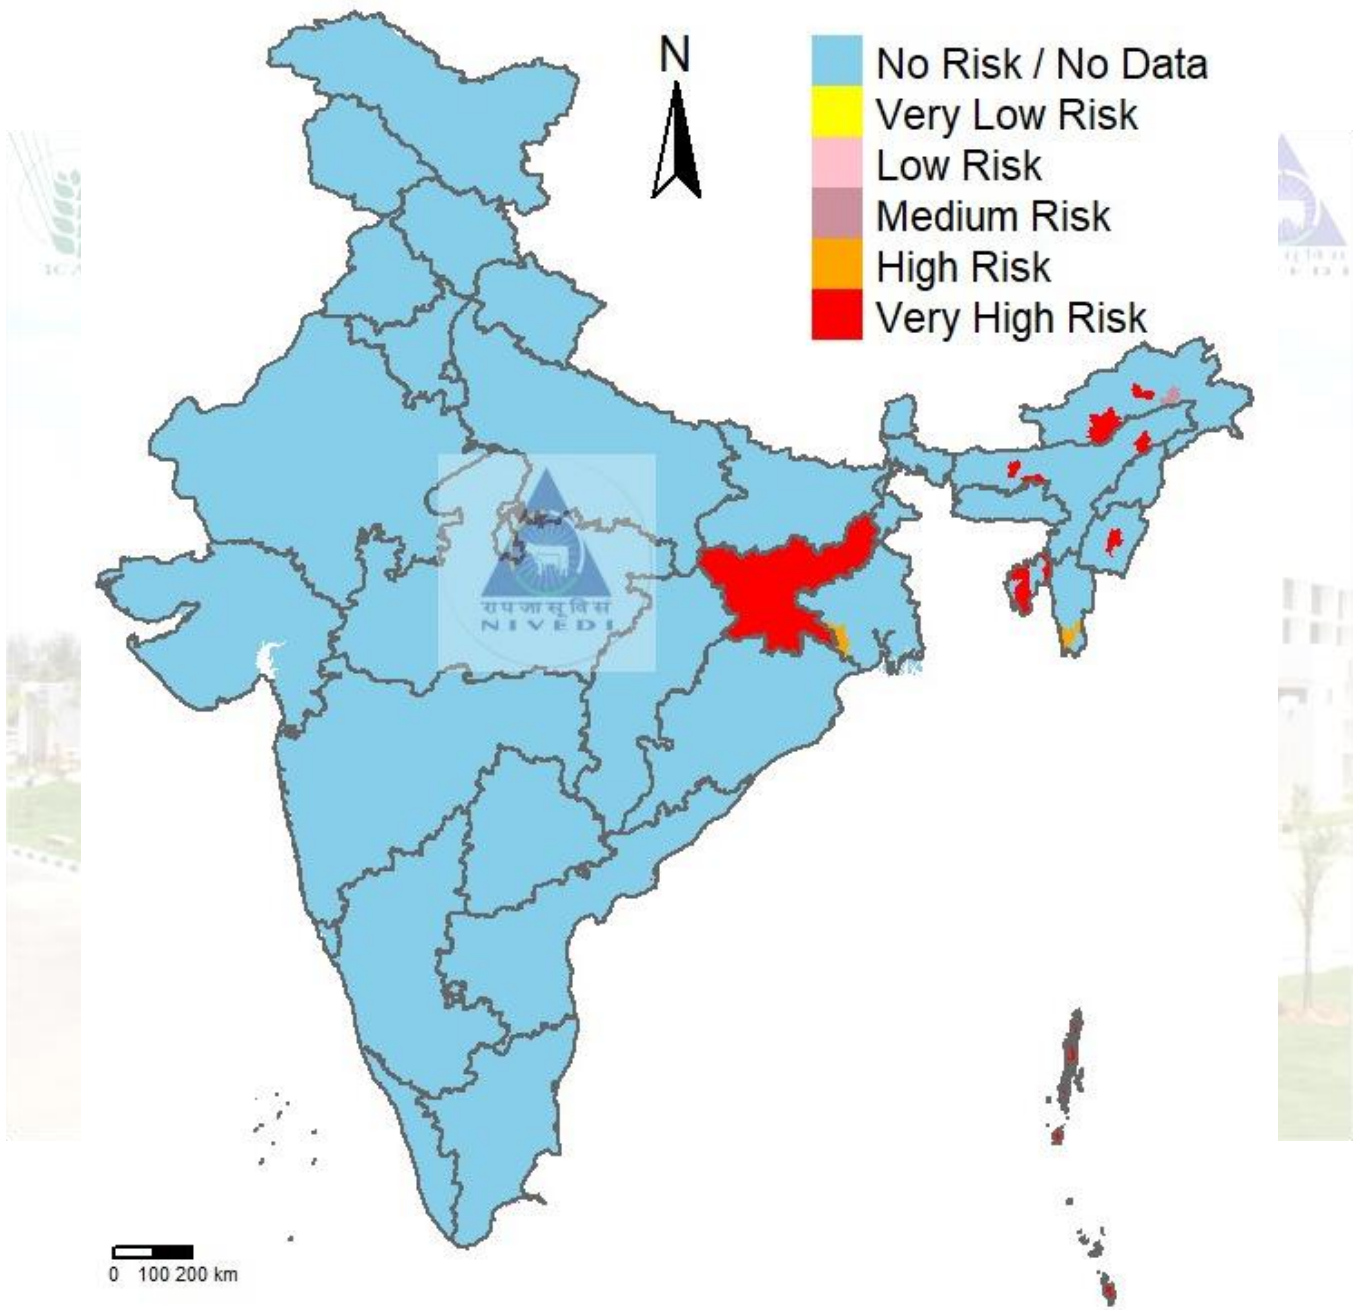 N
No Risk / No Data
Very Low Risk
Low Risk
Medium Risk
High Risk
Very High Risk
रापजासूविसं
NIVEDI
0 100 200 km